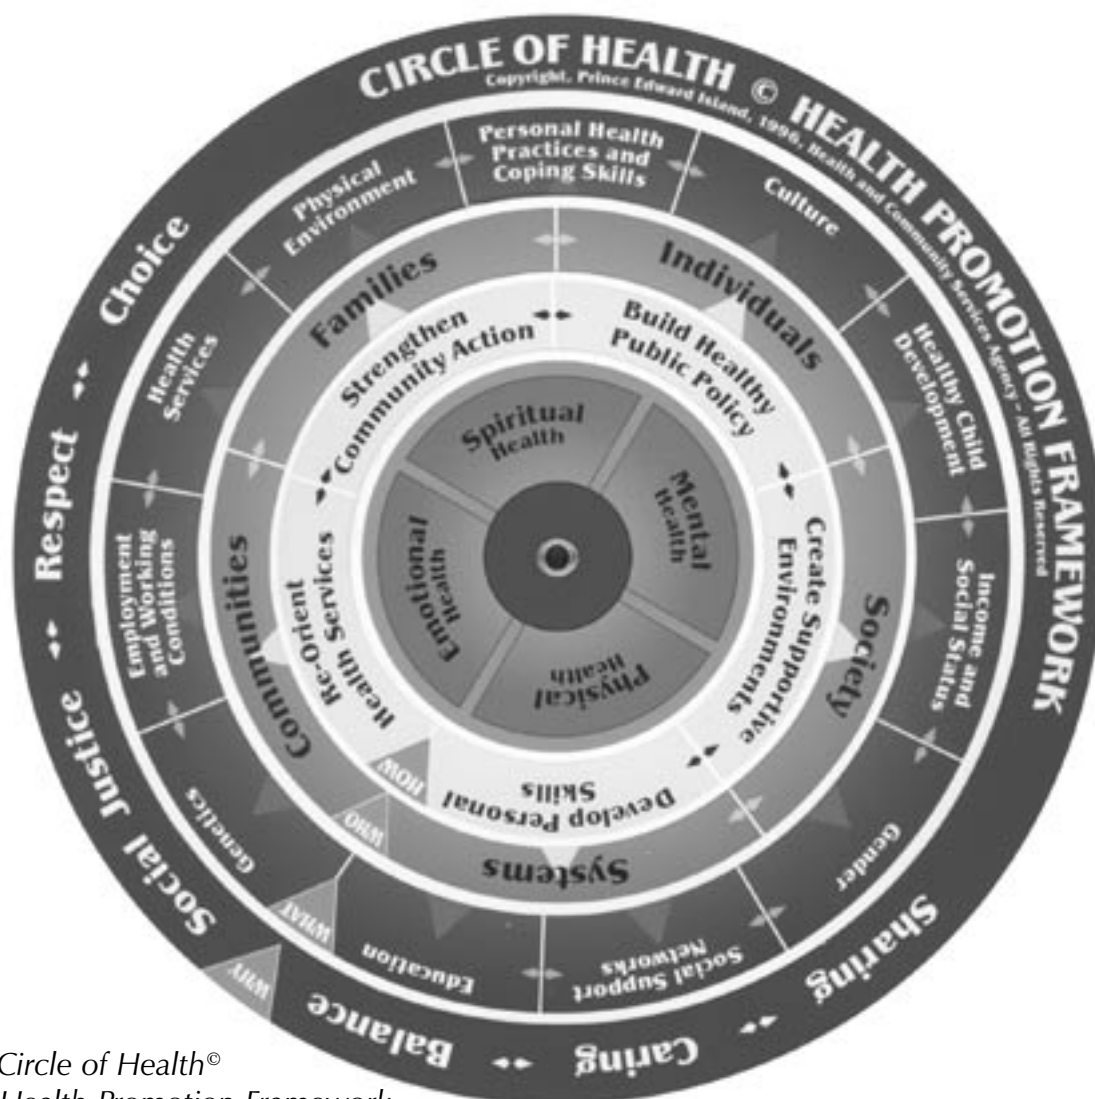 CIRCLE OF HEALTH © HEALTH PROMOTION FRAMEWORK
Copyright, Prince Edward Island, 1996, Health and Community Services Agency - All Rights Reserved
Choice
Respect
Social Justice
Balance
Caring
Sharing
WHY
Personal Health
Practices and
Coping Skills
Culture
Healthy Child
Development
Income and
Social Status
Gender
Social Support
Networks
Education
WHAT
Genetics
Employment
and Working
Conditions
Health
Services
Physical
Environment
Individuals
Society
Systems
WHO
Communities
Families
Build Healthy
Public Policy
Create Supportive
Environments
Develop Personal
Skills
HOW
Re-Orient
Health Services
Strengthen
Community Action
Spiritual
Health
Mental
Health
Physical
Health
Emotional
Health
Circle of Health©
Health Promotion Framework